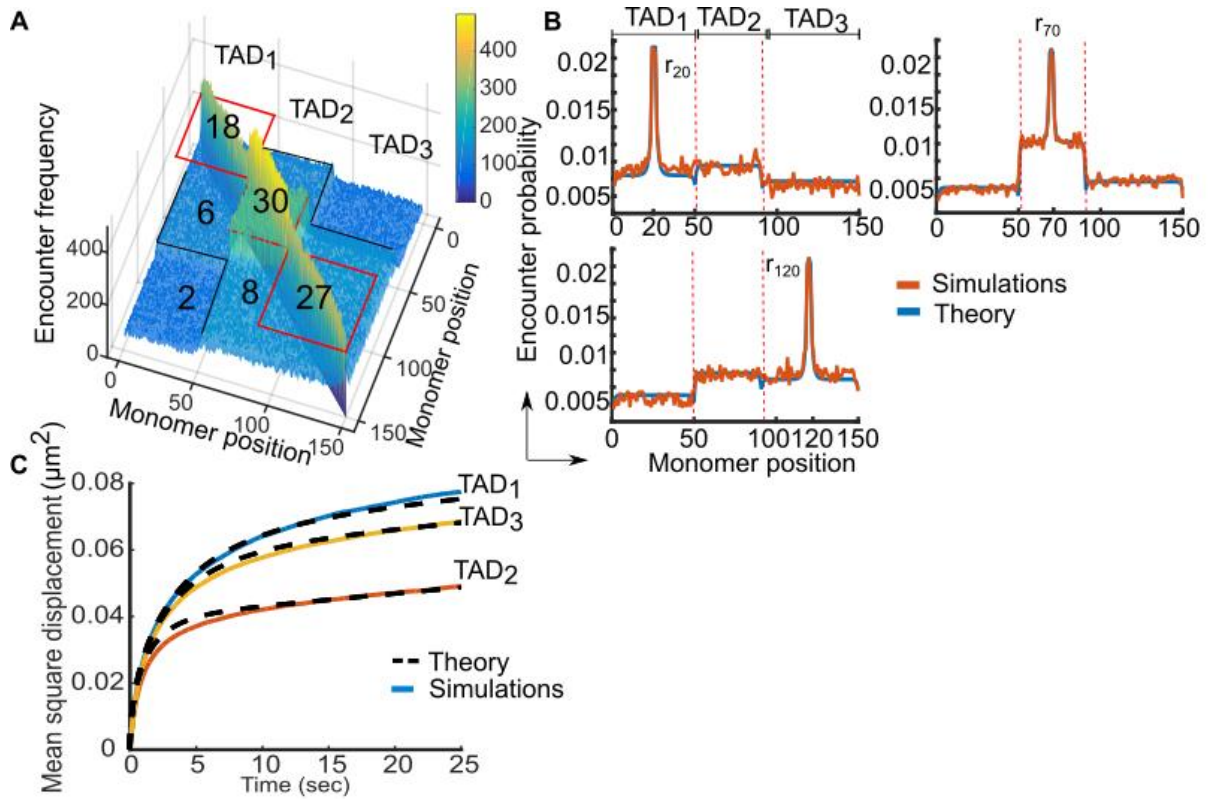 A
TAD1
TAD2
TAD3
400
300
200
100
0
18
30
6
2
8
27
Encounter frequency
400
200
0
0
50
100
150
Monomer position
0
50
100
150
Monomer position
B
TAD1 TAD2 TAD3
Encounter probability
0.02
0.015
0.01
0.005
r20
0 20 50 100 150
0.02
0.015
0.01
0.005
r70
0 50 70 100 150
0.02
0.015
0.01
0.005
r120
0 50 100 120 150
Monomer position
Simulations
Theory
C
Mean square displacement (μm2)
0.08
0.06
0.04
0.02
0
0 5 10 15 20 25
Time (sec)
TAD1
TAD3
TAD2
Theory
Simulations